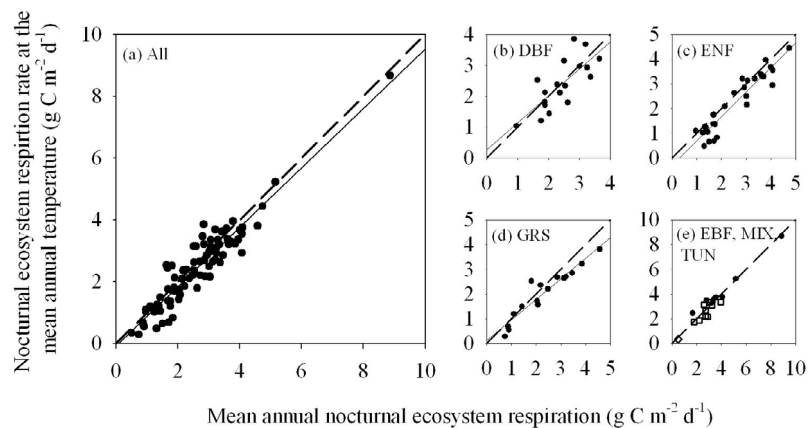 Nocturnal ecosystem respirtion rate at the
mean annual temperature (g C m⁻² d⁻¹)
(a) All
10
8
6
4
2
0
0 2 4 6 8 10
(b) DBF
4
3
2
1
0
0 1 2 3 4
(c) ENF
5
4
3
2
1
0
0 1 2 3 4 5
(d) GRS
5
4
3
2
1
0
0 1 2 3 4 5
(e) EBF, MIX,
TUN
10
8
6
4
2
0
0 2 4 6 8 10
Mean annual nocturnal ecosystem respiration (g C m⁻² d⁻¹)